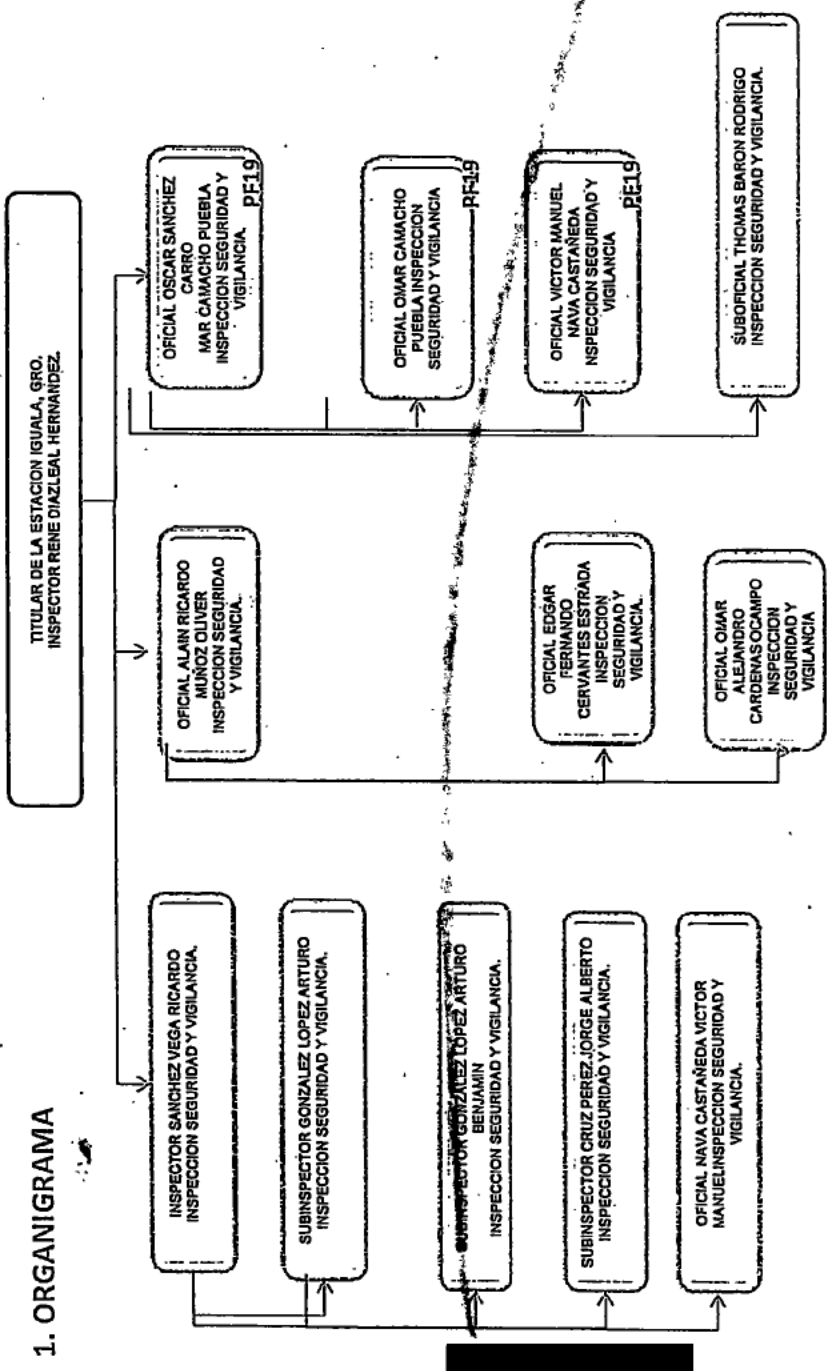 1. ORGANIGRAMA
TITULAR DE LA ESTACION IGUALA, GRO.
INSPECTOR RENE DIAZLEAL HERNANDEZ
INSPECTOR SANCHEZ VEGA RICARDO
INSPECCION SEGURIDAD Y VIGILANCIA.
SUBINSPECTOR GONZALEZ LOPEZ ARTURO
INSPECCION SEGURIDAD Y VIGILANCIA.
SUBINSPECTOR GONZALEZ LOPEZ ARTURO
BENJAMIN
INSPECCION SEGURIDAD Y VIGILANCIA.
SUBINSPECTOR CRUZ PEREZ JORGE ALBERTO
INSPECCION SEGURIDAD Y VIGILANCIA.
OFICIAL NAVA CASTAÑEDA VICTOR
MANUELINSPECCION SEGURIDAD Y
VIGILANCIA.
OFICIAL ALAIN RICARDO
MUÑOZ OLIVER
INSPECCION SEGURIDAD
Y VIGILANCIA.
OFICIAL EDGAR
FERNANDO
CERVANTES ESTRADA
INSPECCION
SEGURIDAD Y
VIGILANCIA.
OFICIAL OMAR
ALEJANDRO
CARDENAS OCAMPO
INSPECCION
SEGURIDAD Y
VIGILANCIA
OFICIAL OSCAR SANCHEZ
CARRO
MAR CAMACHO PUEBLA
INSPECCION SEGURIDAD Y
VIGILANCIA.
PF19
OFICIAL OMAR CAMACHO
PUEBLA INSPECCION
SEGURIDAD Y VIGILANCIA
PF19
OFICIAL VICTOR MANUEL
NAVA CASTAÑEDA
NSPECCION SEGURIDAD Y
VIGILANCIA
PF19
SUBOFICIAL THOMAS BARON RODRIGO
INSPECCION SEGURIDAD Y VIGILANCIA.